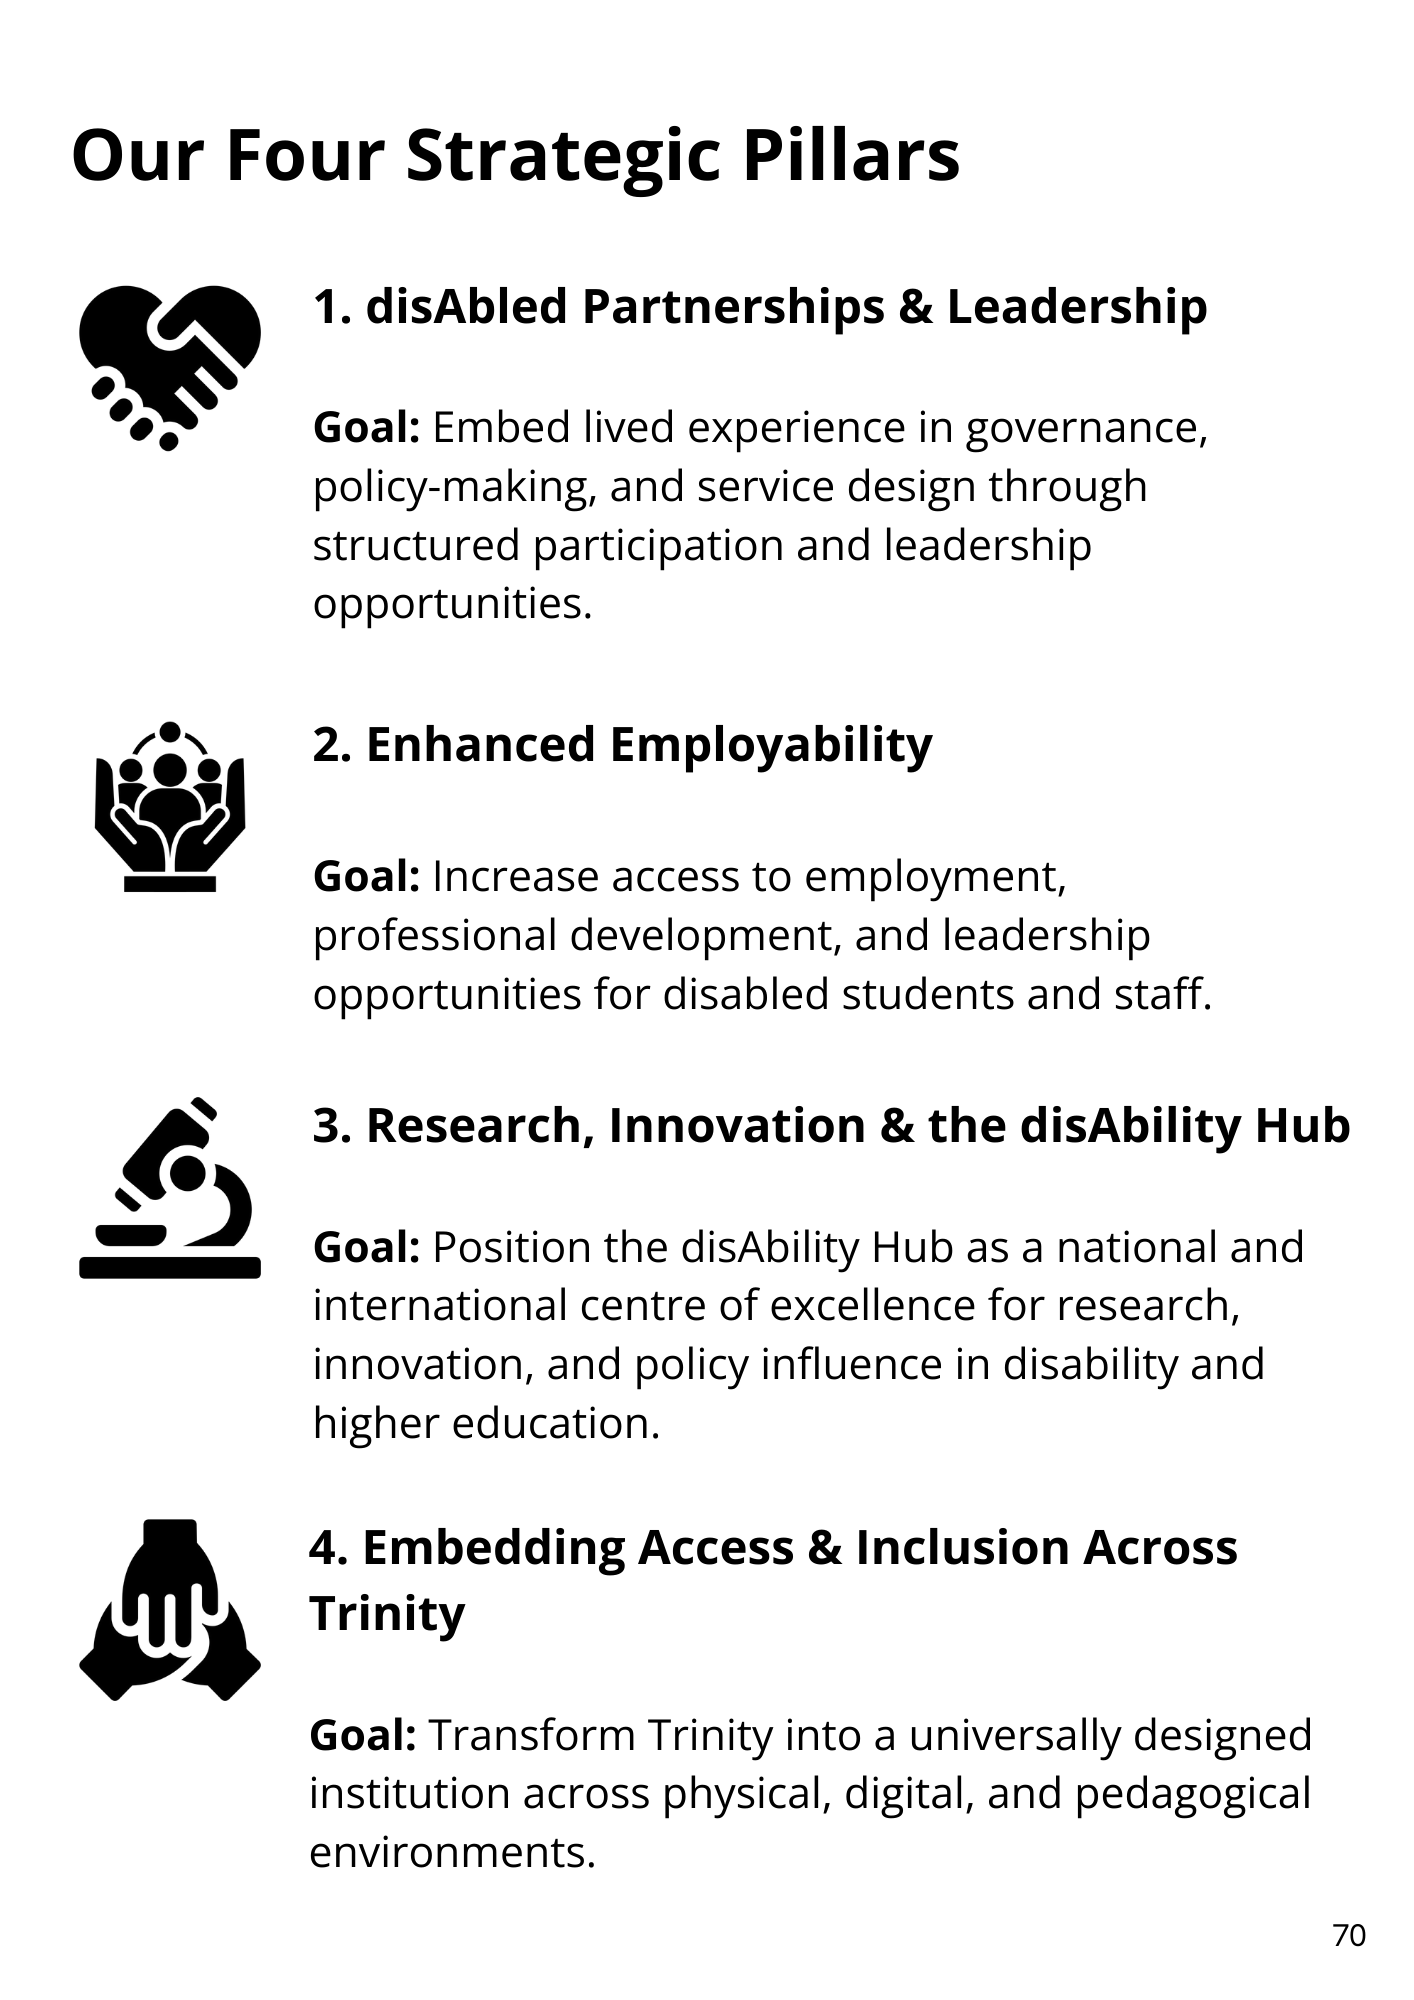 Our Four Strategic Pillars
1. disAbled Partnerships & Leadership
Goal: Embed lived experience in governance,
policy-making, and service design through
structured participation and leadership
opportunities.
2. Enhanced Employability
Goal: Increase access to employment,
professional development, and leadership
opportunities for disabled students and staff.
3. Research, Innovation & the disAbility Hub
Goal: Position the disAbility Hub as a national and
international centre of excellence for research,
innovation, and policy influence in disability and
higher education.
4. Embedding Access & Inclusion Across
Trinity
Goal: Transform Trinity into a universally designed
institution across physical, digital, and pedagogical
environments.
70